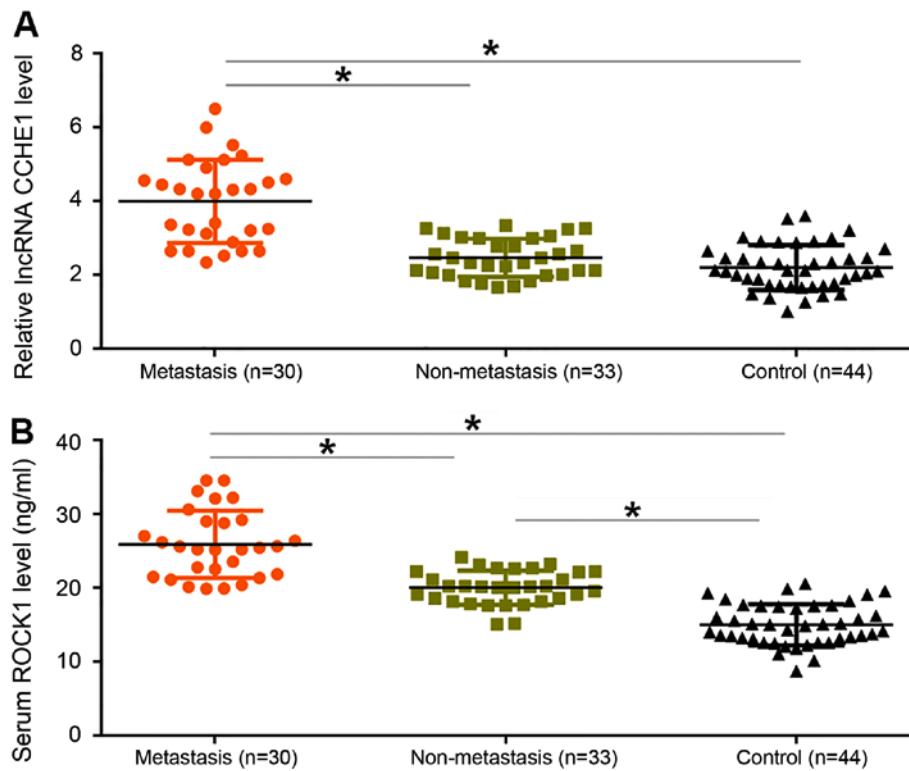 A
Relative lncRNA CCHE1 level
8
6
4
2
0
*
*
Metastasis (n=30)
Non-metastasis (n=33)
Control (n=44)
B
Serum ROCK1 level (ng/ml)
40
30
20
10
0
*
*
*
Metastasis (n=30)
Non-metastasis (n=33)
Control (n=44)